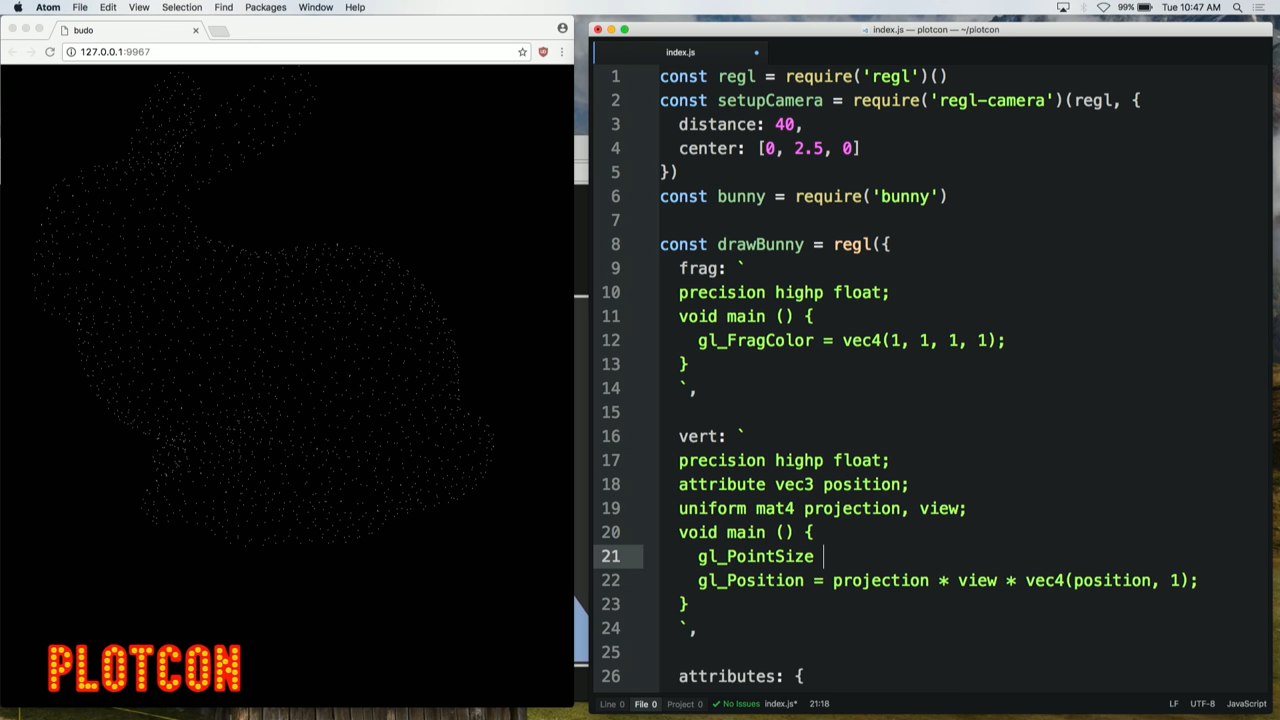 Atom File Edit View Selection Find Packages Window Help
99% Tue 10:47 AM
budo
127.0.0.1:9967
PLOTCON
index.js — plotcon — ~/plotcon
index.js
1 const regl = require('regl')()
2 const setupCamera = require('regl-camera')(regl, {
3 distance: 40,
4 center: [0, 2.5, 0]
5 })
6 const bunny = require('bunny')
7
8 const drawBunny = regl({
9 frag: `
10 precision highp float;
11 void main () {
12 gl_FragColor = vec4(1, 1, 1, 1);
13 }
14 `,
15
16 vert: `
17 precision highp float;
18 attribute vec3 position;
19 uniform mat4 projection, view;
20 void main () {
21 gl_PointSize
22 gl_Position = projection * view * vec4(position, 1);
23 }
24 `,
25
26 attributes: {
Line 0 File 0 Project 0 No Issues index.js* 21:18 LF UTF-8 JavaScript